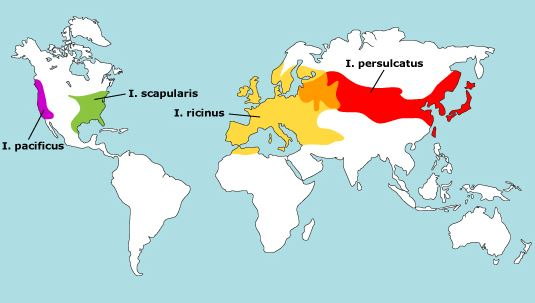 I. persulcatus
I. scapularis
I. ricinus
I. pacificus